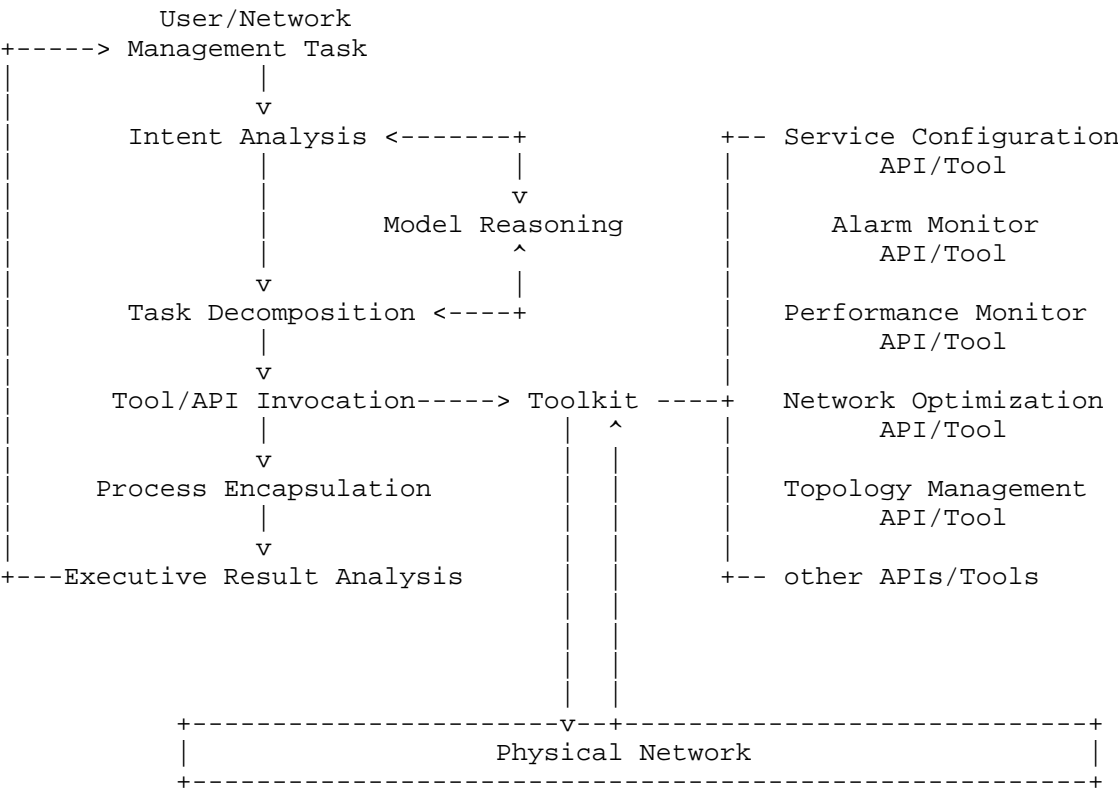 User/Network
Management Task
Intent Analysis
Service Configuration
API/Tool
Model Reasoning
Alarm Monitor
API/Tool
Task Decomposition
Performance Monitor
API/Tool
Tool/API Invocation
Toolkit
Network Optimization
API/Tool
Process Encapsulation
Topology Management
API/Tool
Executive Result Analysis
other APIs/Tools
Physical Network